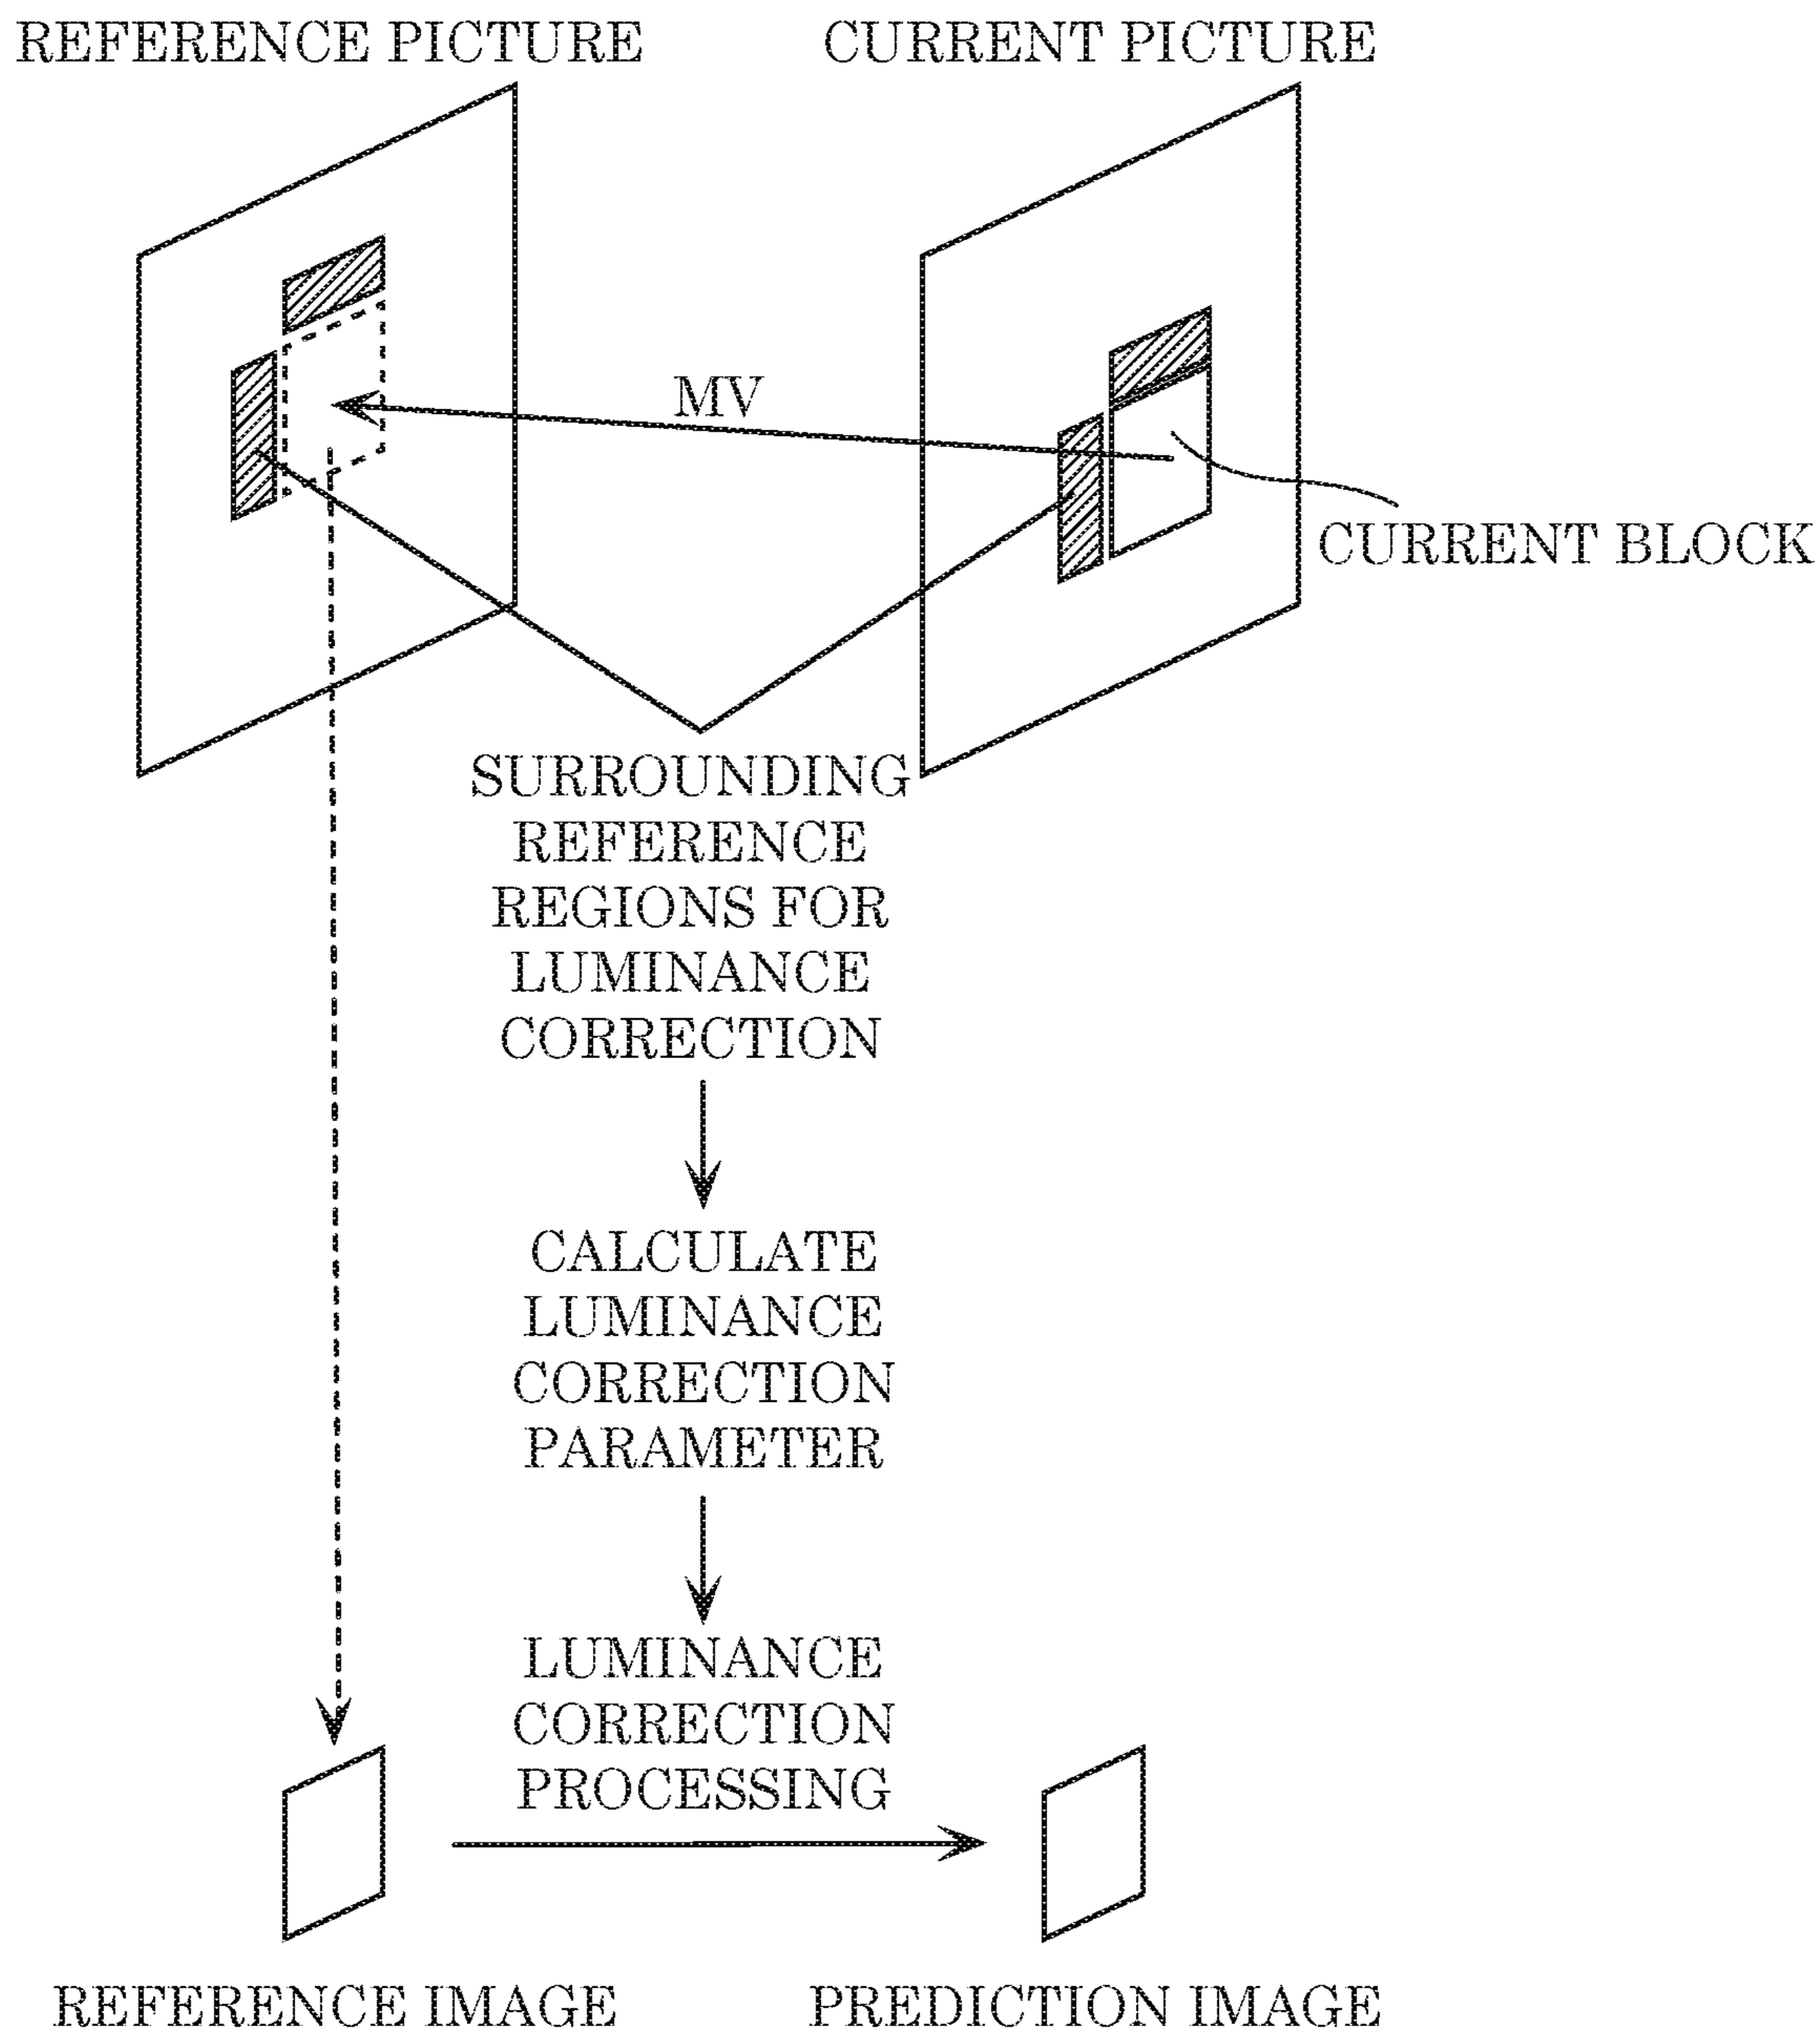 REFERENCE PICTURE
CURRENT PICTURE
MV
CURRENT BLOCK
SURROUNDING
REFERENCE
REGIONS FOR
LUMINANCE
CORRECTION
CALCULATE
LUMINANCE
CORRECTION
PARAMETER
LUMINANCE
CORRECTION
PROCESSING
REFERENCE IMAGE
PREDICTION IMAGE